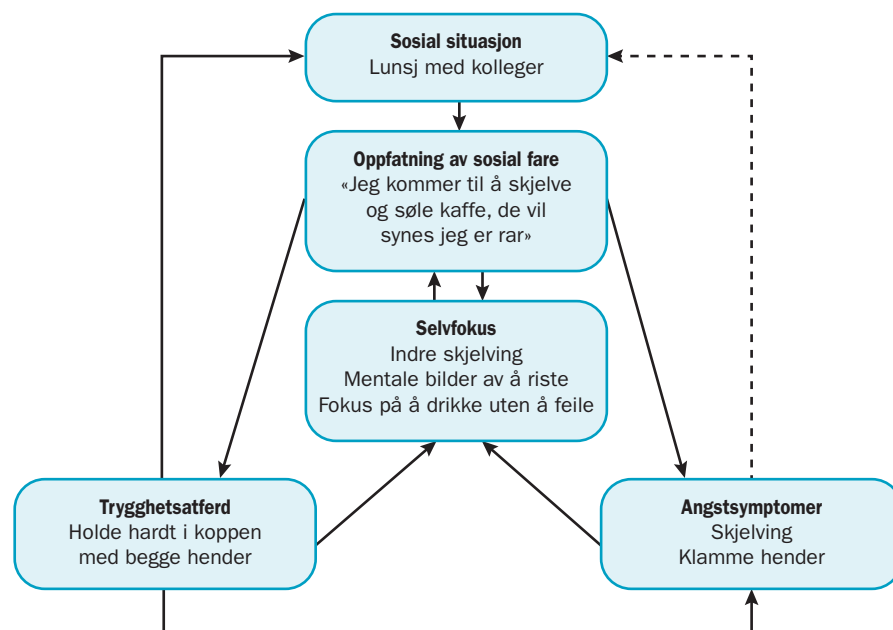 Sosial situasjon
Lunsj med kolleger
Oppfatning av sosial fare
«Jeg kommer til å skjelve
og søle kaffe, de vil
synes jeg er rar»
Selvfokus
Indre skjelving
Mentale bilder av å riste
Fokus på å drikke uten å feile
Trygghetsatferd
Holde hardt i koppen
med begge hender
Angstsymptomer
Skjelving
Klamme hender